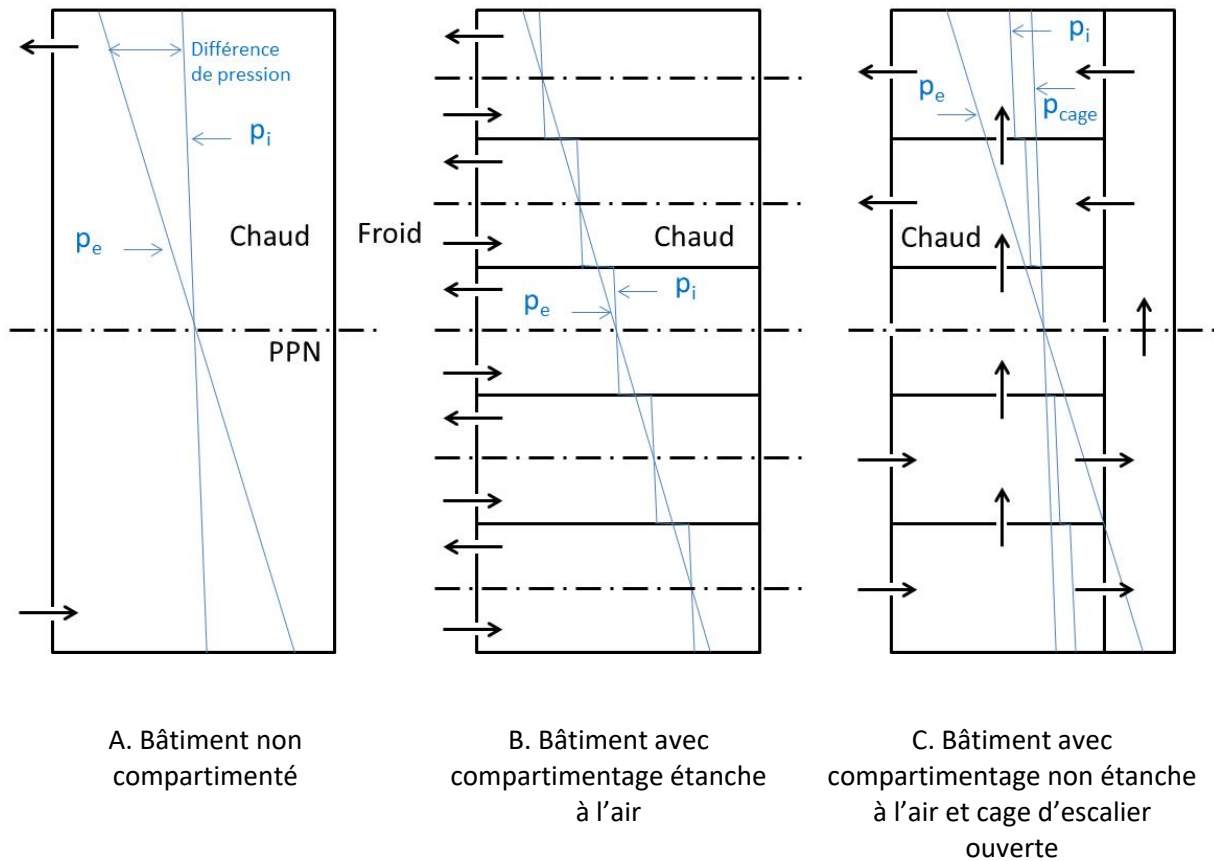 Différence
de pression
p_i
p_e
Chaud
PPN
Froid
Chaud
p_i
p_e
p_i
p_e
p_cage
Chaud
A. Bâtiment non
compartimenté
B. Bâtiment avec
compartimentage étanche
à l’air
C. Bâtiment avec
compartimentage non étanche
à l’air et cage d’escalier
ouverte